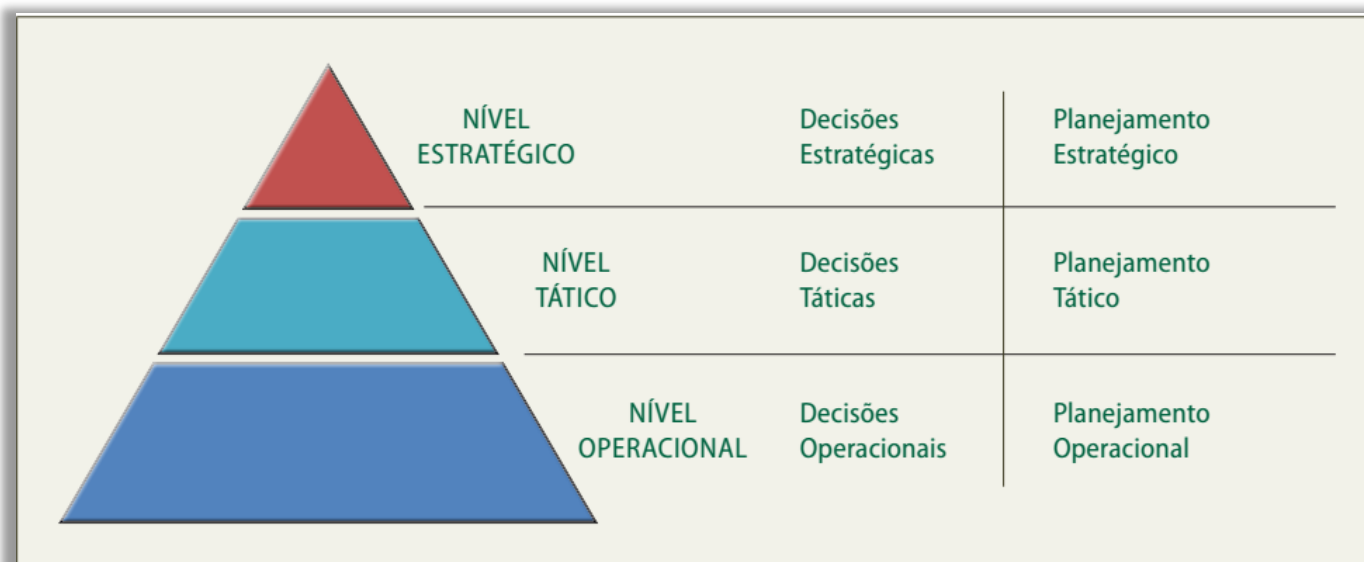 NÍVEL
ESTRATÉGICO
Decisões
Estratégicas
Planejamento
Estratégico
NÍVEL
TÁTICO
Decisões
Táticas
Planejamento
Tático
NÍVEL
OPERACIONAL
Decisões
Operacionais
Planejamento
Operacional